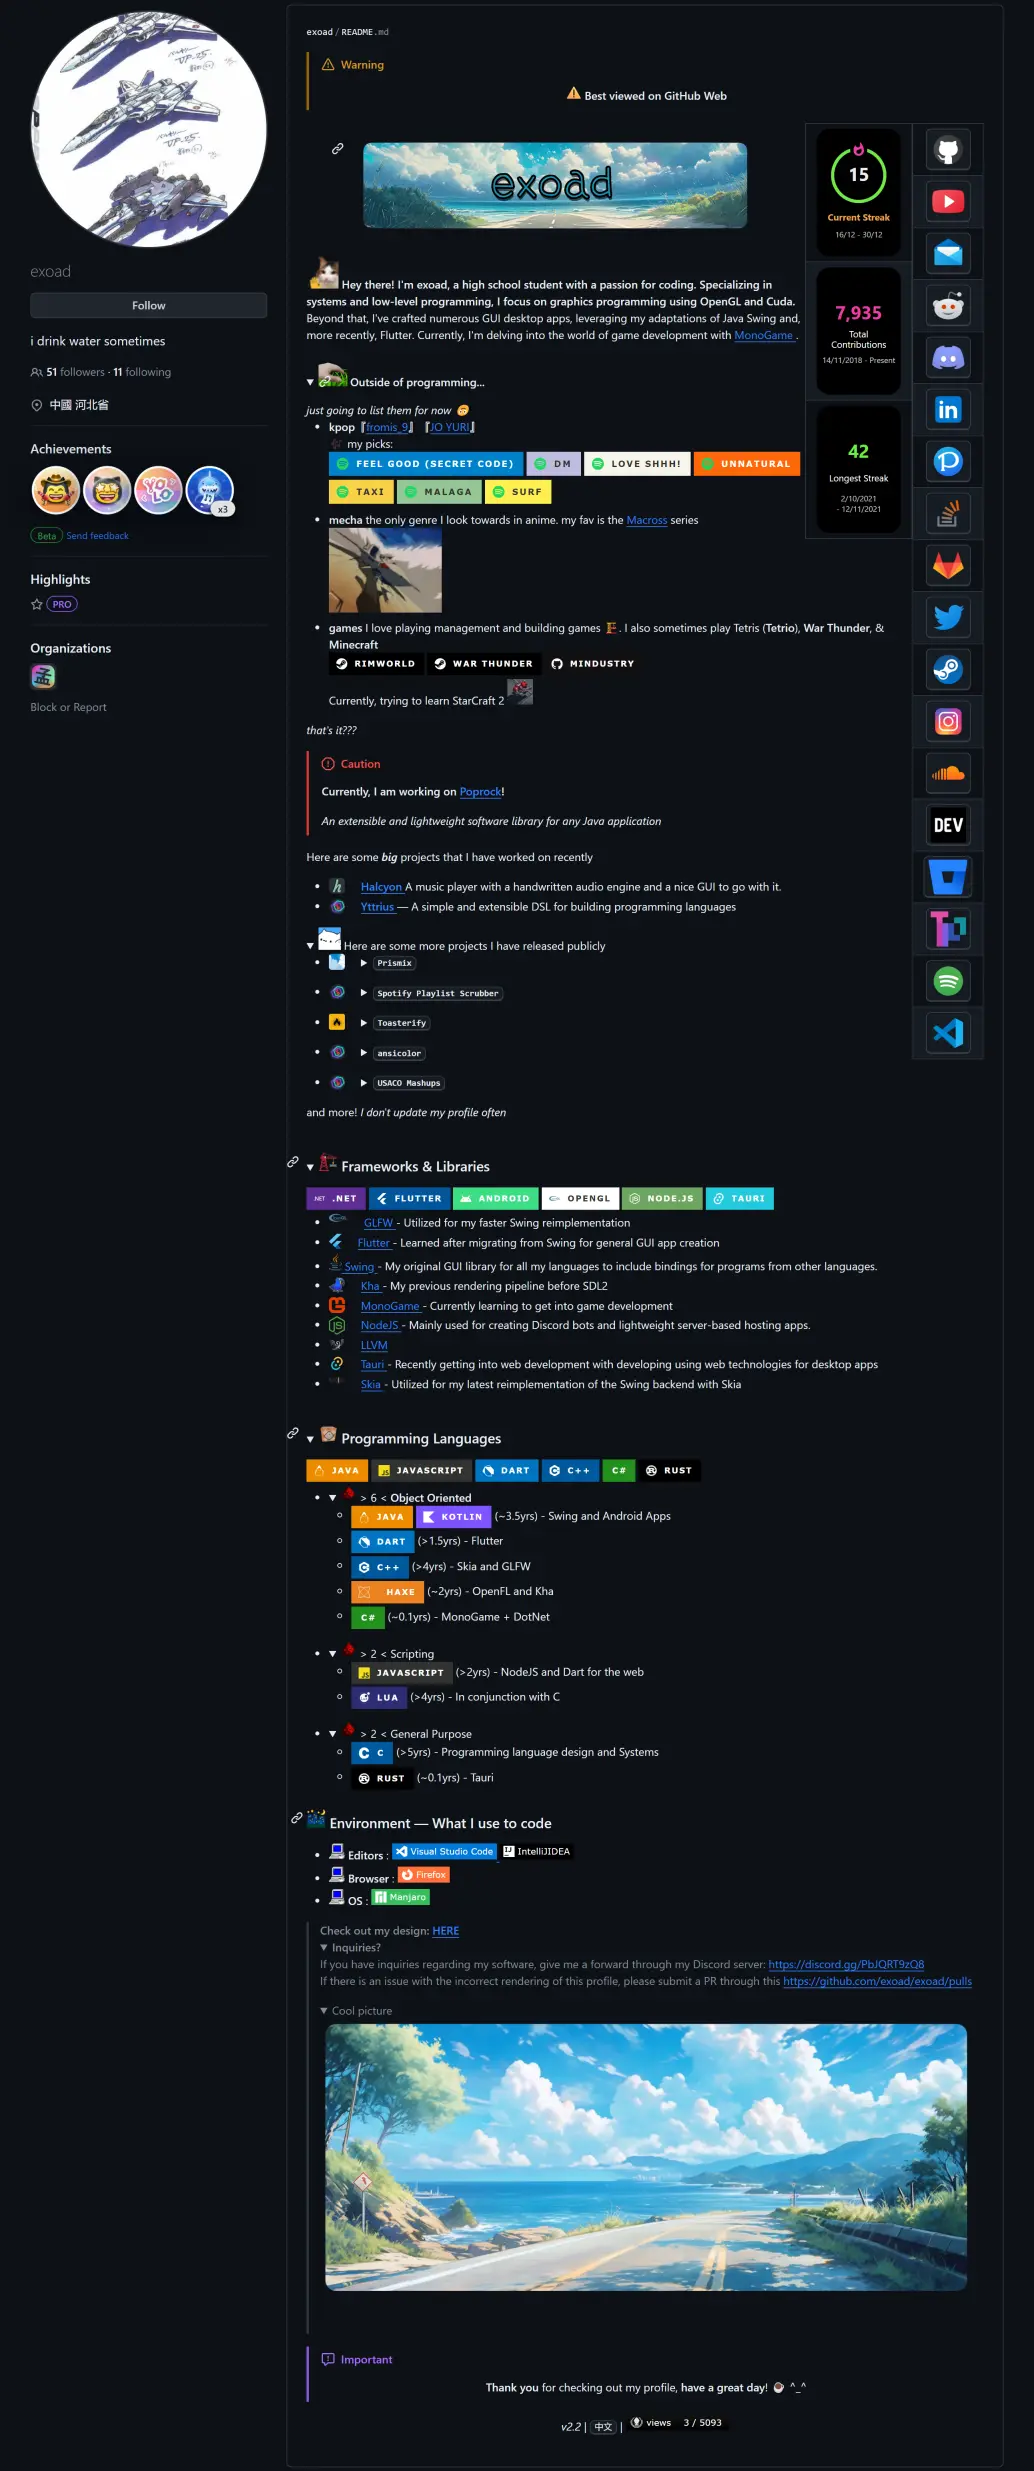 exoad
Follow
i drink water sometimes
51 followers · 11 following
中國 河北省
Achievements
YOLO
x3
Beta Send feedback
Highlights
PRO
Organizations
孟
Block or Report
exoad / README.md
Warning
Best viewed on GitHub Web
exoad
Hey there! I'm exoad, a high school student with a passion for coding. Specializing in
systems and low-level programming, I focus on graphics programming using OpenGL and Cuda.
Beyond that, I've crafted numerous GUI desktop apps, leveraging my adaptations of Java Swing and,
more recently, Flutter. Currently, I'm delving into the world of game development with MonoGame .
15
Current Streak
16/12 - 30/12
7,935
Total
Contributions
14/11/2018 - Present
42
Longest Streak
2/10/2021
- 12/11/2021
Outside of programming...
just going to list them for now
kpop 『fromis_9』 『JO YURI』
my picks:
FEEL GOOD (SECRET CODE) DM LOVE SHHH! UNNATURAL
TAXI MALAGA SURF
mecha the only genre I look towards in anime. my fav is the Macross series
games I love playing management and building games . I also sometimes play Tetris (Tetrio), War Thunder, &
Minecraft
RIMWORLD WAR THUNDER MINDUSTRY
Currently, trying to learn StarCraft 2
that's it???
Caution
Currently, I am working on Poprock!
An extensible and lightweight software library for any Java application
DEV
Here are some big projects that I have worked on recently
Halcyon A music player with a handwritten audio engine and a nice GUI to go with it.
Yttrius — A simple and extensible DSL for building programming languages
Here are some more projects I have released publicly
Prismix
Spotify Playlist Scrubber
Toasterify
ansicolor
USACO Mashups
and more! I don't update my profile often
Frameworks & Libraries
.NET FLUTTER ANDROID OPENGL NODE.JS TAURI
GLFW - Utilized for my faster Swing reimplementation
Flutter - Learned after migrating from Swing for general GUI app creation
Swing - My original GUI library for all my languages to include bindings for programs from other languages.
Kha - My previous rendering pipeline before SDL2
MonoGame - Currently learning to get into game development
NodeJS - Mainly used for creating Discord bots and lightweight server-based hosting apps.
LLVM
Tauri - Recently getting into web development with developing using web technologies for desktop apps
Skia - Utilized for my latest reimplementation of the Swing backend with Skia
Programming Languages
JAVA JAVASCRIPT DART C++ C# RUST
> 6 < Object Oriented
JAVA KOTLIN (~3.5yrs) - Swing and Android Apps
DART (>1.5yrs) - Flutter
C++ (>4yrs) - Skia and GLFW
HAXE (~2yrs) - OpenFL and Kha
C# (~0.1yrs) - MonoGame + DotNet
> 2 < Scripting
JAVASCRIPT (>2yrs) - NodeJS and Dart for the web
LUA (>4yrs) - In conjunction with C
> 2 < General Purpose
C (>5yrs) - Programming language design and Systems
RUST (~0.1yrs) - Tauri
Environment — What I use to code
Editors : Visual Studio Code IntelliJIDEA
Browser : Firefox
OS : Manjaro
Check out my design: HERE
Inquiries?
If you have inquiries regarding my software, give me a forward through my Discord server: https://discord.gg/PbJQRT9zQ8
If there is an issue with the incorrect rendering of this profile, please submit a PR through this https://github.com/exoad/exoad/pulls
Cool picture
Important
Thank you for checking out my profile, have a great day! ^_^
v2.2 | 中文 | views 3 / 5093